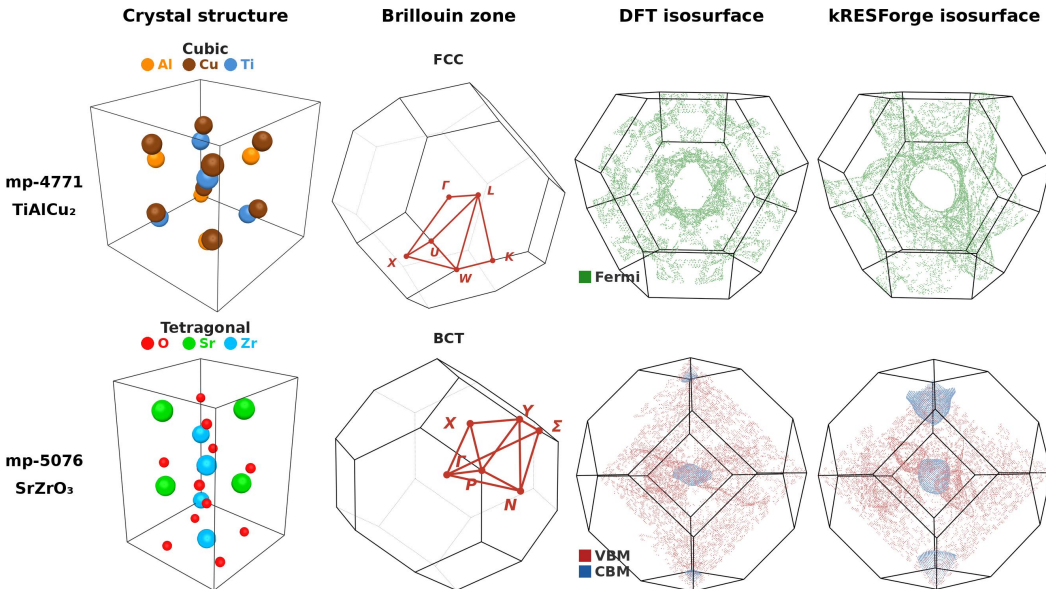 Crystal structure Brillouin zone DFT isosurface kRESForge isosurface
Cubic
Al Cu Ti
FCC
mp-4771
TiAlCu₂
Γ L
X U W K
Fermi
Tetragonal
O Sr Zr
BCT
mp-5076
SrZrO₃
X Y Σ
Γ P N
VBM
CBM